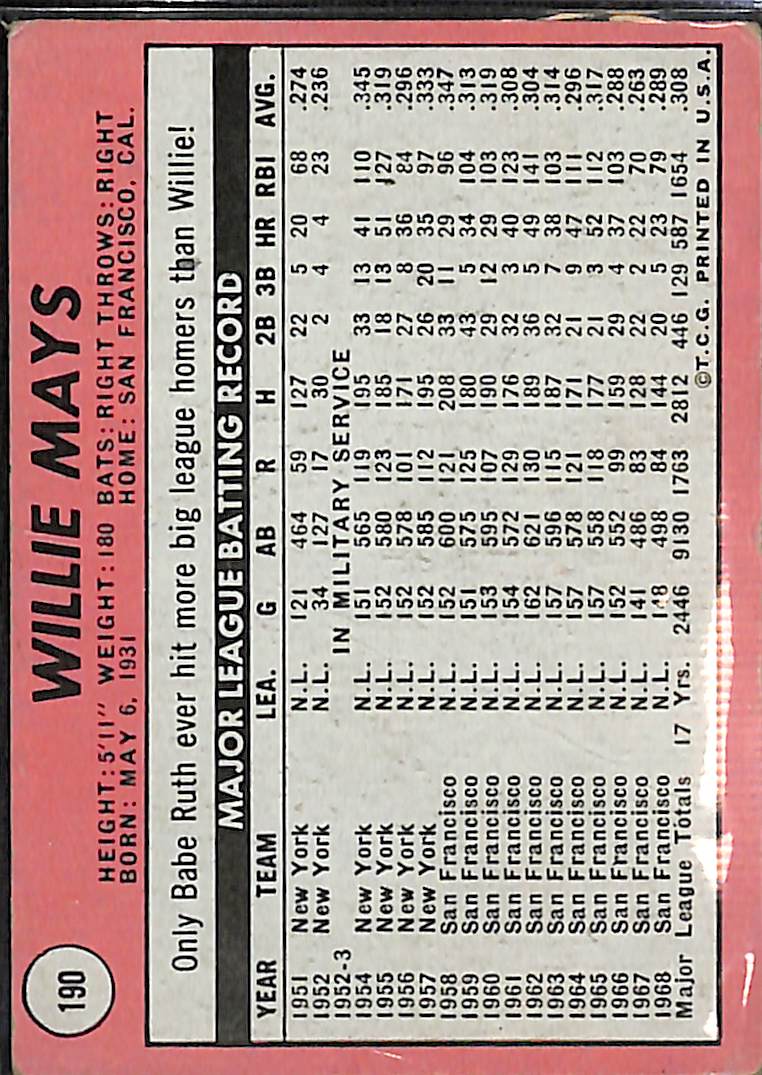 190
WILLIE MAYS
HEIGHT: 5'11" WEIGHT: 180 BATS: RIGHT THROWS: RIGHT
BORN: MAY 6, 1931 HOME: SAN FRANCISCO, CAL.
Only Babe Ruth ever hit more big league homers than Willie!
MAJOR LEAGUE BATTING RECORD
YEAR TEAM LEA. G AB R H 2B 3B HR RBI AVG.
1951 New York N.L. 121 464 59 127 22 5 20 68 .274
1952 New York N.L. 34 127 17 30 2 4 4 23 .236
1952-3 IN MILITARY SERVICE
1954 New York N.L. 151 565 119 195 33 13 41 110 .345
1955 New York N.L. 152 580 123 185 18 13 51 127 .319
1956 New York N.L. 152 578 101 171 27 8 36 84 .296
1957 New York N.L. 152 585 112 195 26 20 35 97 .333
1958 San Francisco N.L. 152 600 121 208 33 11 29 96 .347
1959 San Francisco N.L. 151 575 125 180 43 5 34 104 .313
1960 San Francisco N.L. 153 595 107 190 29 12 29 103 .319
1961 San Francisco N.L. 154 572 129 176 32 3 40 123 .308
1962 San Francisco N.L. 162 621 130 189 36 5 49 141 .304
1963 San Francisco N.L. 157 596 115 187 32 7 38 103 .314
1964 San Francisco N.L. 157 578 121 171 21 9 47 111 .296
1965 San Francisco N.L. 157 558 118 177 21 3 52 112 .317
1966 San Francisco N.L. 152 552 99 159 29 4 37 103 .288
1967 San Francisco N.L. 141 486 83 128 22 2 22 70 .263
1968 San Francisco N.L. 148 498 84 144 20 5 23 79 .289
Major League Totals 17 Yrs. 2446 9130 1763 2812 446 129 587 1654 .308
©T.C.G. PRINTED IN U.S.A.